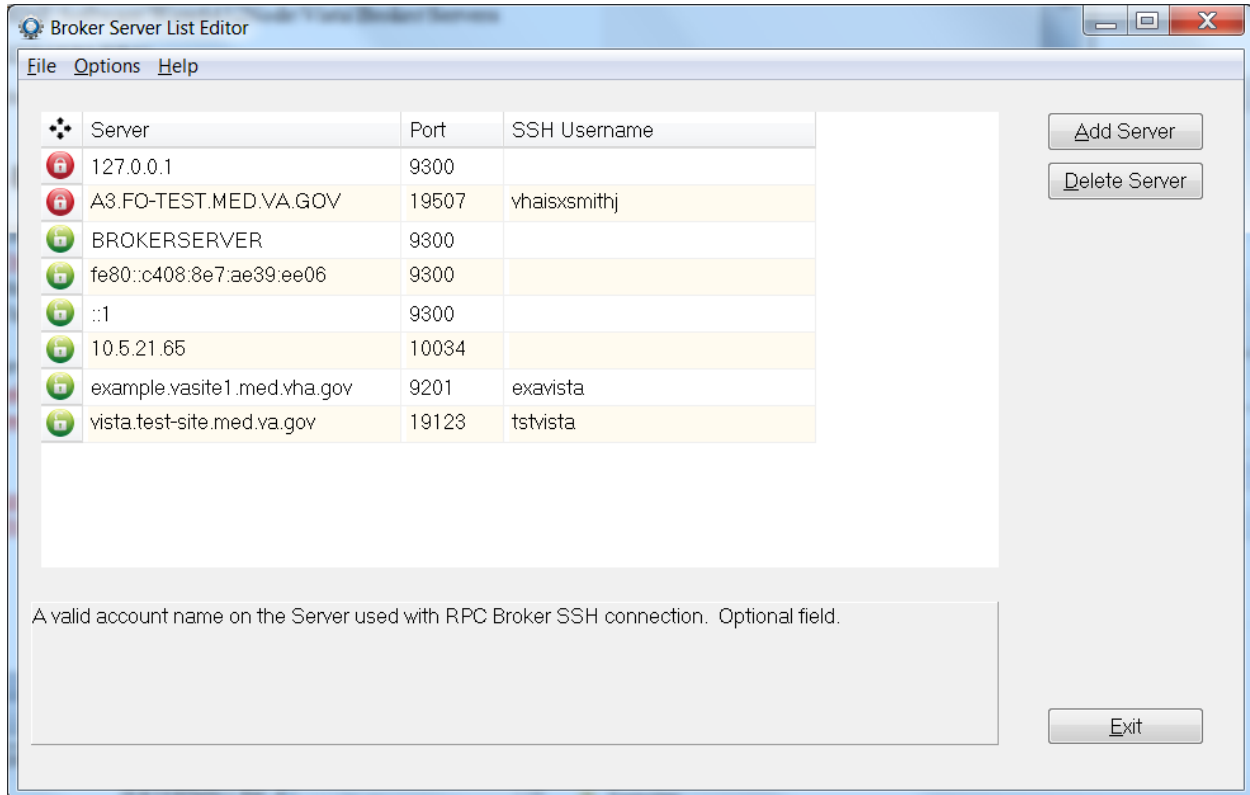 Broker Server List Editor
File Options Help
Server Port SSH Username
127.0.0.1 9300
A3.FO-TEST.MED.VA.GOV 19507 vhaisxsmithj
BROKERSERVER 9300
fe80::c408:8e7:ae39:ee06 9300
::1 9300
10.5.21.65 10034
example.vasite1.med.vha.gov 9201 exavista
vista.test-site.med.va.gov 19123 tstvista
Add Server
Delete Server
A valid account name on the Server used with RPC Broker SSH connection. Optional field.
Exit